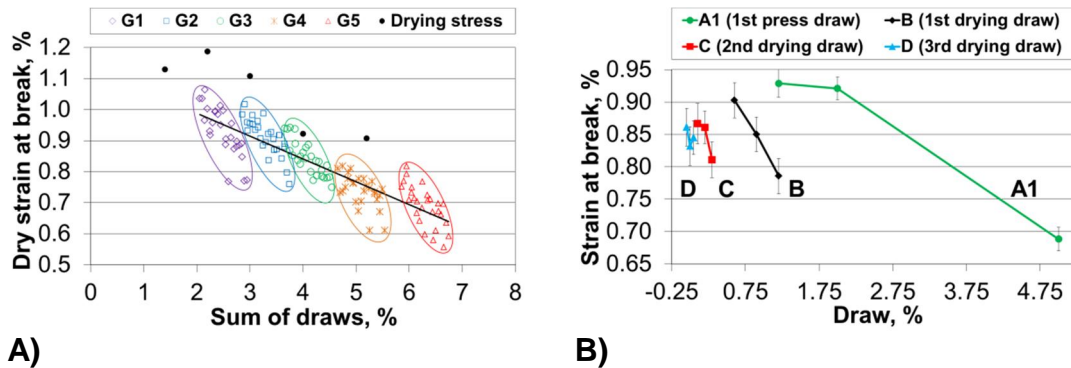 G1 G2 G3 G4 G5 Drying stress
Dry strain at break, %
1.2
1.1
1.0
0.9
0.8
0.7
0.6
0.5
0 1 2 3 4 5 6 7 8
Sum of draws, %
A)
A1 (1st press draw) B (1st drying draw)
C (2nd drying draw) D (3rd drying draw)
Strain at break, %
0.95
0.90
0.85
0.80
0.75
0.70
0.65
D C B A1
-0.25 0.75 1.75 2.75 3.75 4.75
Draw, %
B)